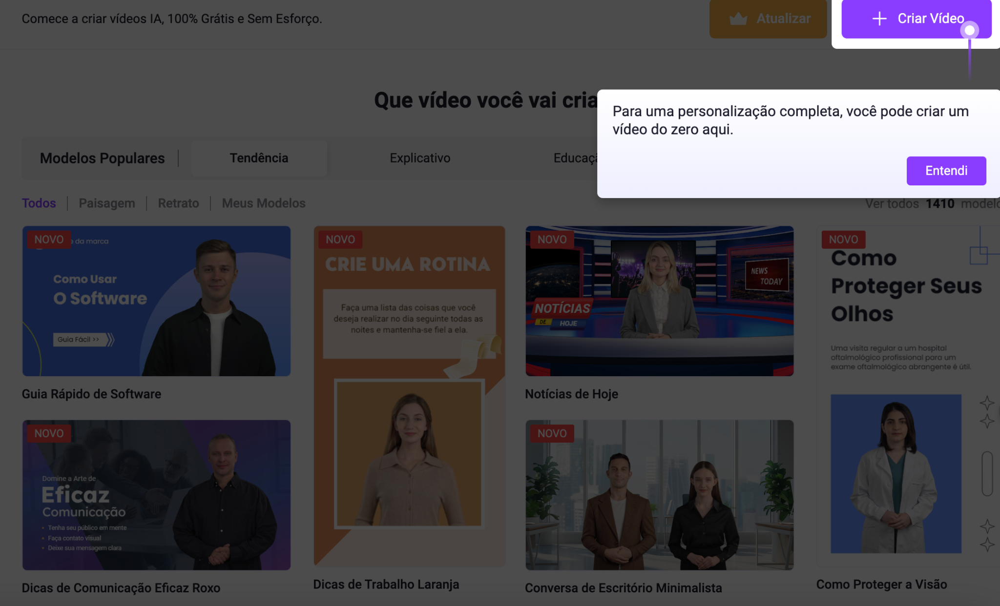 Comece a criar vídeos IA, 100% Grátis e Sem Esforço.
Atualizar
Criar Vídeo
Que vídeo você vai
Para uma personalização completa, você pode criar um
vídeo do zero aqui.
Entendi
Modelos Populares
Tendência
Explicativo
Todos
Paisagem
Retrato
Meus Modelos
Ver todos 1410
NOVO
da marca
Como Usar
O Software
Guia Fácil >>
Guia Rápido de Software
NOVO
CRIE UMA ROTINA
Faça uma lista das coisas que você
deseja realizar no dia seguinte todas as
noites e mantenha-se fiel a ela.
Dicas de Trabalho Laranja
NOVO
NEWS
TODAY
NOTÍCIAS
DE HOJE
Notícias de Hoje
NOVO
Como
Proteger Seus
Olhos
Uma visita regular a um hospital
oftalmológico profissional para um
exame oftalmológico abrangente é útil.
Como Proteger a Visão
NOVO
Domine a Arte de
Eficaz
Comunicação
• Tenha seu público em mente
• Faça contato visual
• Deixe sua mensagem clara
Dicas de Comunicação Eficaz Roxo
NOVO
Conversa de Escritório Minimalista